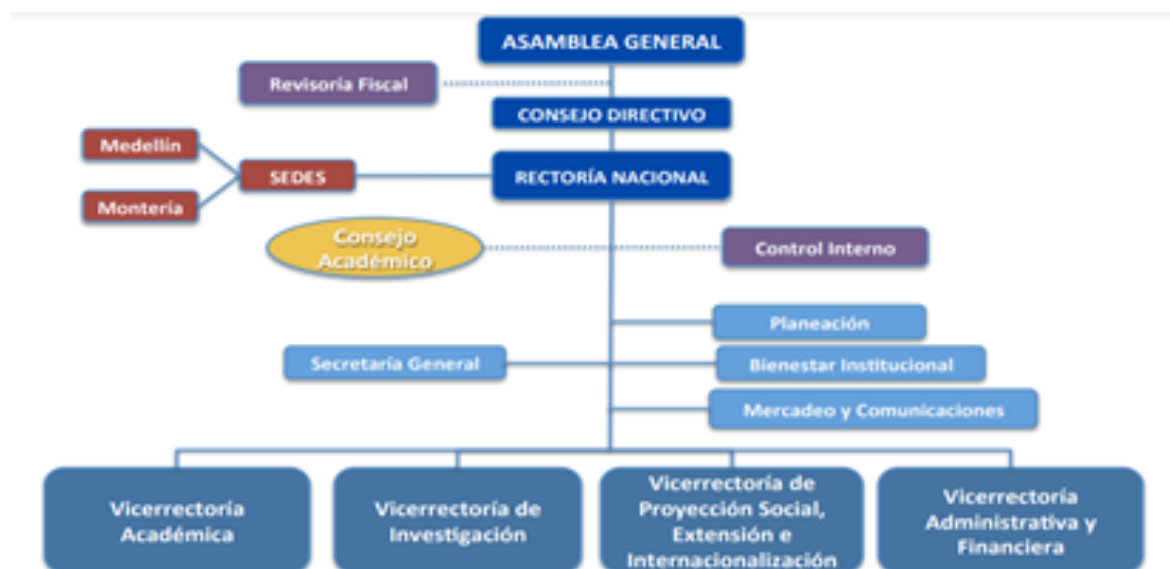 ASAMBLEA GENERAL
Revisoría Fiscal
CONSEJO DIRECTIVO
Medellín
SEDES
RECTORÍA NACIONAL
Montería
Consejo
Académico
Control Interno
Planeación
Secretaría General
Bienestar Institucional
Mercadeo y Comunicaciones
Vicerrectoría
Académica
Vicerrectoría de
Investigación
Vicerrectoría de
Proyección Social,
Extensión e
Internacionalización
Vicerrectoría
Administrativa y
Financiera